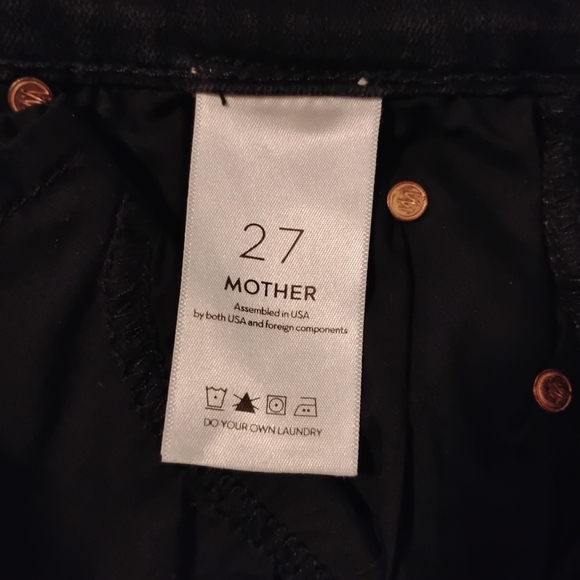 27
MOTHER
Assembled in USA
by both USA and foreign components
DO YOUR OWN LAUNDRY